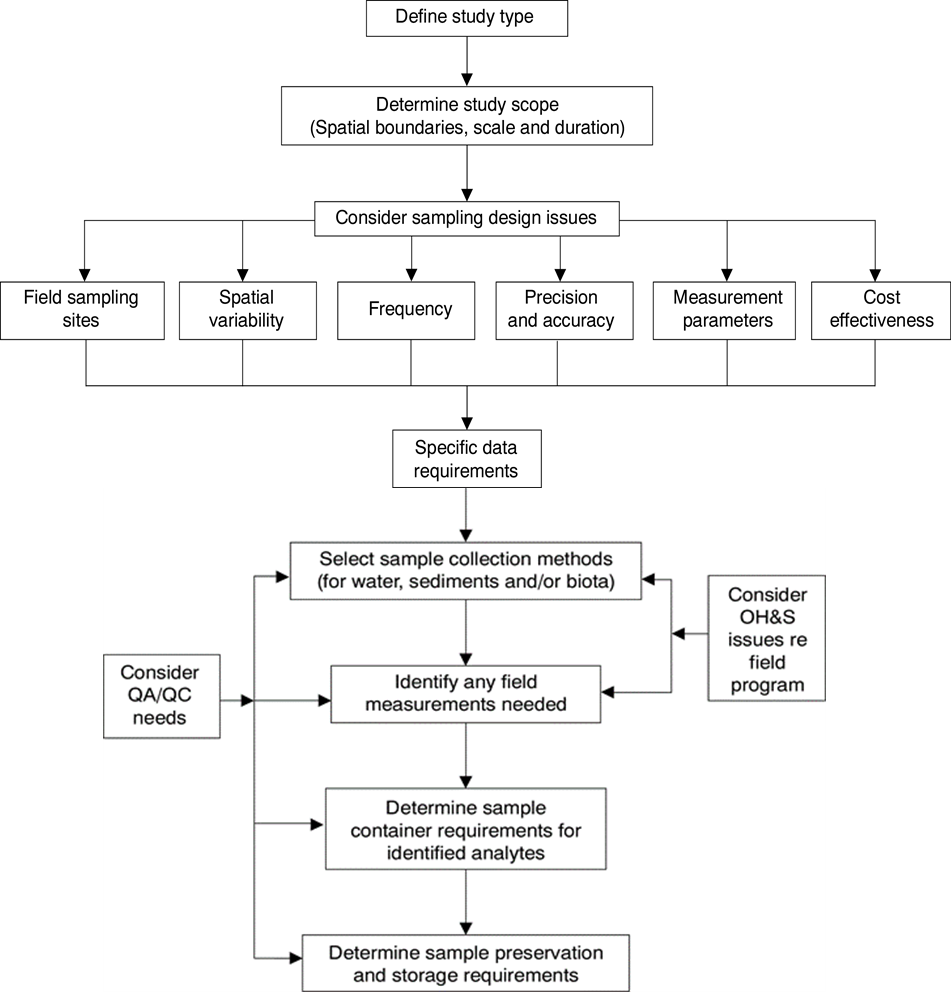 Define study type
Determine study scope
(Spatial boundaries, scale and duration)
Consider sampling design issues
Field sampling
sites
Spatial
variability
Frequency
Precision
and accuracy
Measurement
parameters
Cost
effectiveness
Specific data
requirements
Select sample collection methods
(for water, sediments and/or biota)
Consider
OH&S
issues re
field
program
Consider
QA/QC
needs
Identify any field
measurements needed
Determine sample
container requirements for
identified analytes
Determine sample preservation
and storage requirements